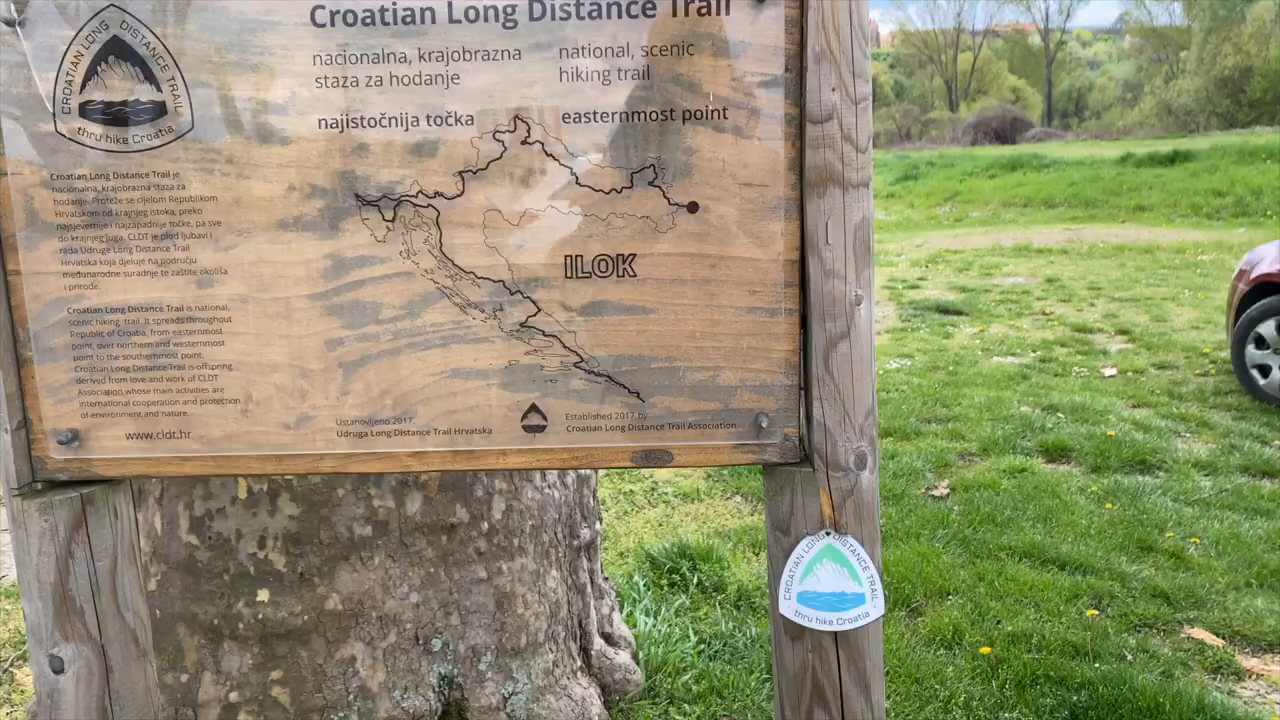 Croatian Long Distance Trail
CROATIAN LONG DISTANCE TRAIL
thru hike Croatia
nacionalna, krajobrazna
staza za hodanje
national, scenic
hiking trail
najistočnija točka
easternmost point
Croatian Long Distance Trail je
nacionalna, krajobrazna staza za
hodanje. Proteže se cijelom Republikom
Hrvatskom od krajnjeg istoka, preko
najsjevernije i najzapadnije točke, pa sve
do krajnjeg juga. CLDT je plod ljubavi i
rada Udruge Long Distance Trail
Hrvatska koja djeluje na području
međunarodne suradnje te zaštite okoliša
i prirode.
Croatian Long Distance Trail is national,
scenic hiking trail. It spreads throughout
Republic of Croatia, from easternmost
point, over northern and westernmost
point to the southernmost point.
Croatian Long Distance Trail is offspring
derived from love and work of CLDT
Association whose main activities are
international cooperation and protection
of environment and nature.
www.cldt.hr
ILOK
Ustanovljeno 2017.
Udruga Long Distance Trail Hrvatska
Established 2017. by
Croatian Long Distance Trail Association
CROATIAN LONG DISTANCE TRAIL
thru hike Croatia